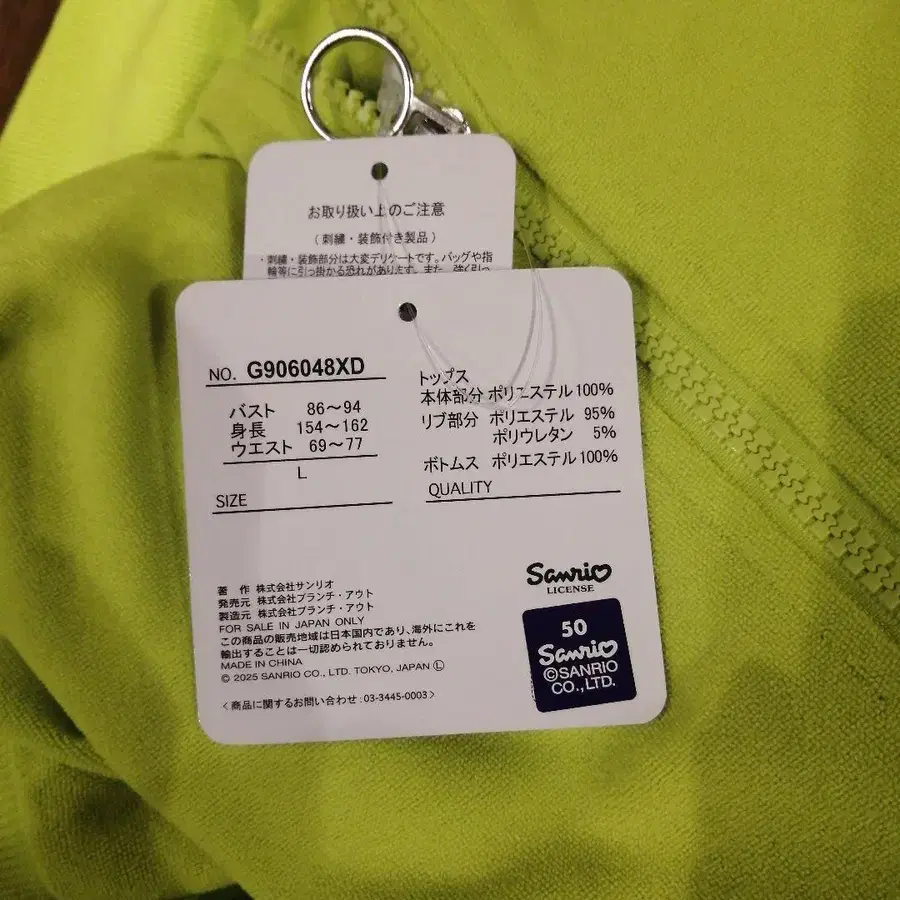 お取り扱い上のご注意
（刺繍・装飾付き製品）
・刺繍・装飾部分は大変デリケートです。バッグや指
輪等に引っ掛かる恐れがあります。また、強く引っ
NO. G906048XD
バスト 86～94
身長 154～162
ウエスト 69～77
L
SIZE
トップス
本体部分 ポリエステル100%
リブ部分 ポリエステル 95%
ポリウレタン 5%
ボトムス ポリエステル100%
QUALITY
著 作 株式会社サンリオ
発売元 株式会社ブランチ・アウト
製造元 株式会社ブランチ・アウト
FOR SALE IN JAPAN ONLY
この商品の販売地域は日本国内であり、海外にこれを
輸出することは一切認められておりません。
MADE IN CHINA
© 2025 SANRIO CO., LTD. TOKYO, JAPAN Ⓛ
〈商品に関するお問い合わせ：03-3445-0003〉
Sanrio
LICENSE
50
Sanrio
©SANRIO
CO.,LTD.